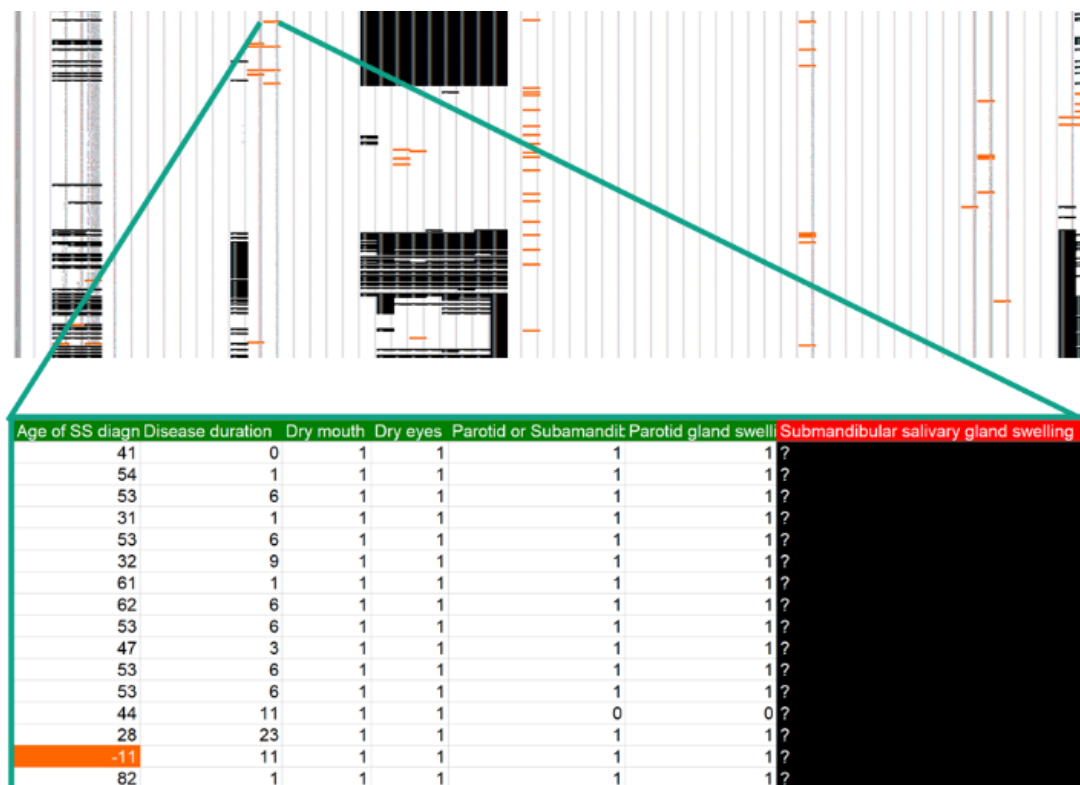 Age of SS diagn Disease duration Dry mouth Dry eyes Parotid or Subamandib Parotid gland swelli Submandibular salivary gland swelling
41 0 1 1 1 1 ?
54 1 1 1 1 1 ?
53 6 1 1 1 1 ?
31 1 1 1 1 1 ?
53 6 1 1 1 1 ?
32 9 1 1 1 1 ?
61 1 1 1 1 1 ?
62 6 1 1 1 1 ?
53 6 1 1 1 1 ?
47 3 1 1 1 1 ?
53 6 1 1 1 1 ?
53 6 1 1 1 1 ?
44 11 1 1 0 0 ?
28 23 1 1 1 1 ?
-11 11 1 1 1 1 ?
82 1 1 1 1 1 ?